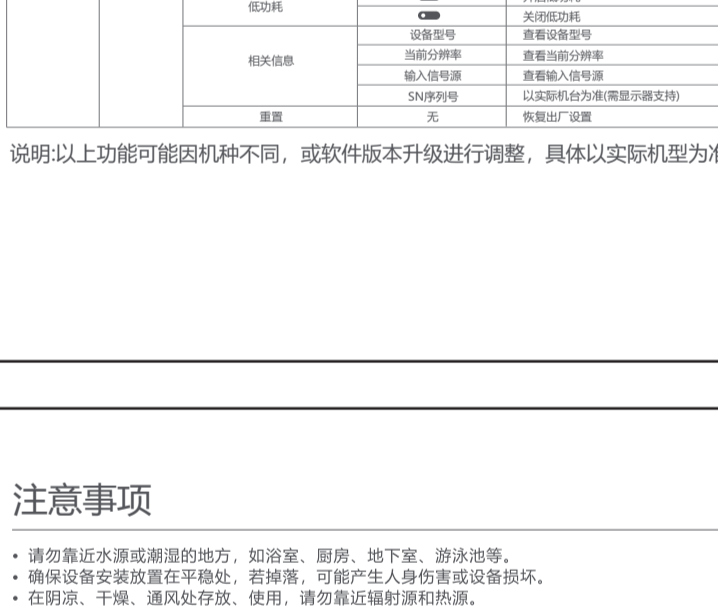 低功耗
关闭低功耗
设备型号 查看设备型号
相关信息 当前分辨率 查看当前分辨率
输入信号源 查看输入信号源
SN序列号 以实际机台为准(需显示器支持)
重置 无 恢复出厂设置
说明:以上功能可能因机种不同，或软件版本升级进行调整，具体以实际机型为准
注意事项
• 请勿靠近水源或潮湿的地方，如浴室、厨房、地下室、游泳池等。
• 确保设备安装放置在平稳处，若掉落，可能产生人身伤害或设备损坏。
• 在阴凉、干燥、通风处存放、使用，请勿靠近辐射源和热源。